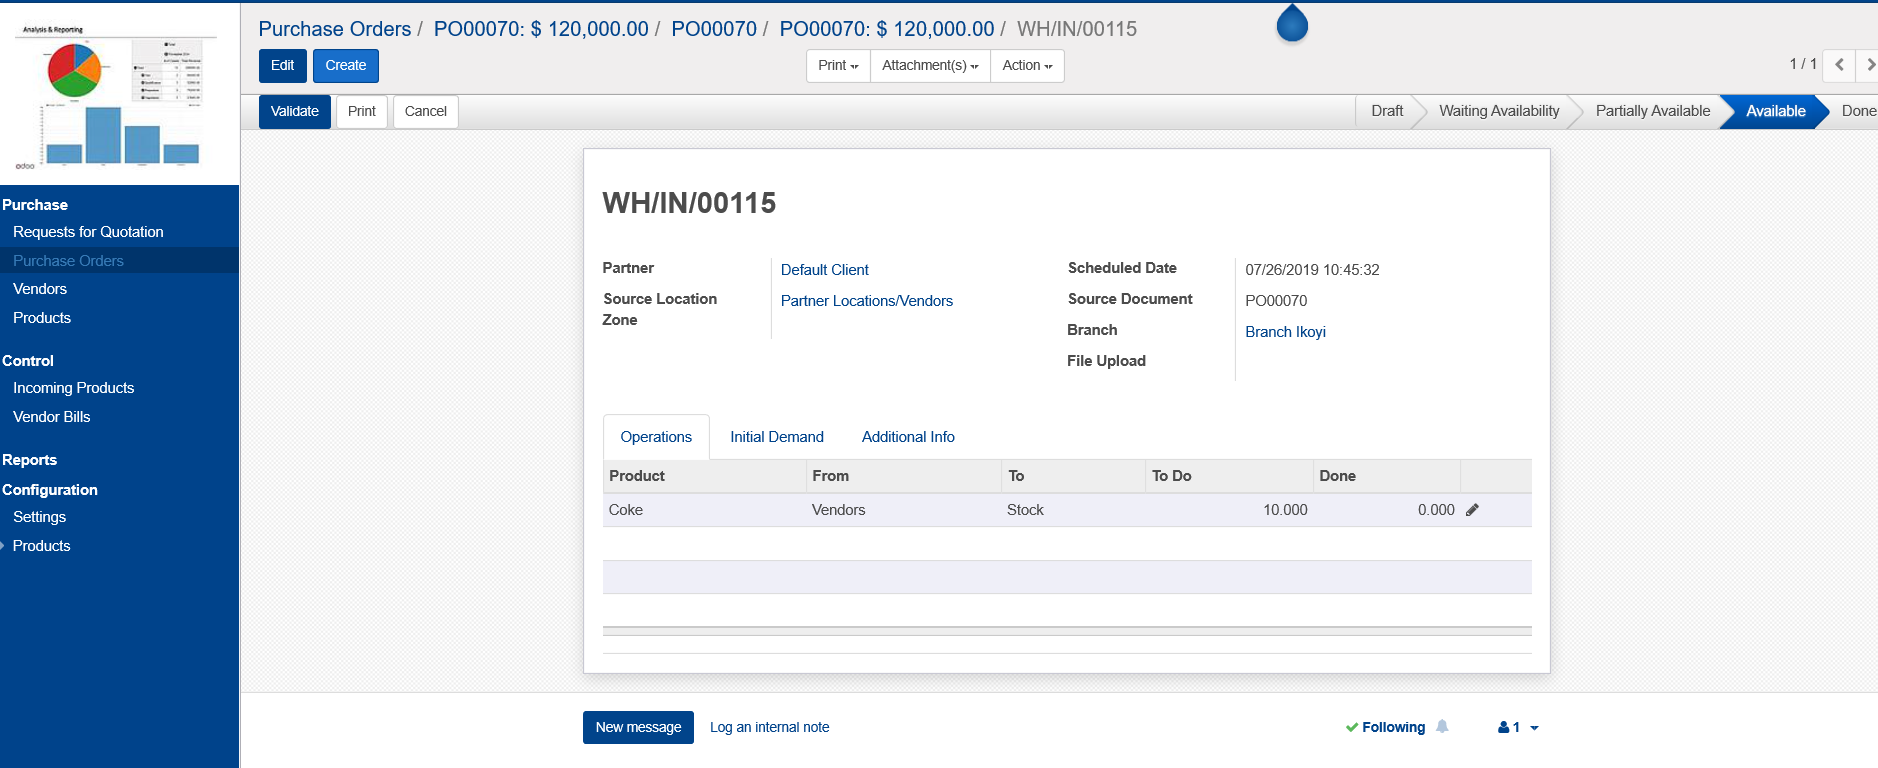 Analysis & Reporting
odoo
Purchase
Requests for Quotation
Purchase Orders
Vendors
Products
Control
Incoming Products
Vendor Bills
Reports
Configuration
Settings
Products
Purchase Orders / PO00070: $ 120,000.00 / PO00070 / PO00070: $ 120,000.00 / WH/IN/00115
Edit Create Print Attachment(s) Action 1 / 1
Validate Print Cancel Draft Waiting Availability Partially Available Available Done
WH/IN/00115
Partner Default Client
Source Location Partner Locations/Vendors
Zone
Scheduled Date 07/26/2019 10:45:32
Source Document PO00070
Branch Branch Ikoyi
File Upload
Operations Initial Demand Additional Info
Product From To To Do Done
Coke Vendors Stock 10.000 0.000
New message Log an internal note Following 1